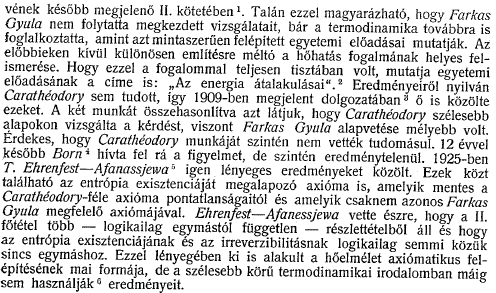 vének később megjelenő II. kötetében¹. Talán ezzel magyarázható, hogy Farkas
Gyula nem folytatta megkezdett vizsgálatait, bár a termodinamika továbbra is
foglalkoztatta, amint azt mintaszerűen felépített egyetemi előadásai mutatják. Az
előbbieken kívül különösen említésre méltó a hőhatás fogalmának helyes fel-
ismerése. Hogy ezzel a fogalommal teljesen tisztában volt, mutatja egyetemi
előadásának a címe is: „Az energia átalakulásai“.² Eredményeiről nyilván
Carathéodory sem tudott, így 1909-ben megjelent dolgozatában³ ő is közölte
ezeket. A két munkát összehasonlítva azt látjuk, hogy Carathéodory szélesebb
alapokon vizsgálta a kérdést, viszont Farkas Gyula alapvetése mélyebb volt.
Érdekes, hogy Carathéodory munkáját szintén nem vették tudomásul. 12 évvel
később Born⁴ hívta fel rá a figyelmet, de szintén eredménytelenül. 1925-ben
T. Ehrenfest—Afanassjewa⁵ igen lényeges eredményeket közölt. Ezek közt
található az entrópia exisztenciáját megalapozó axióma is, amelyik mentes a
Carathéodory-féle axióma pontatlanságaitól és amelyik csaknem azonos Farkas
Gyula megfelelő axiómájával. Ehrenfest—Afanessjewa vette észre, hogy a II.
főtétel több — logikailag egymástól független — részlettételből áll és hogy
az entrópia exisztenciájának és az irreverzibilitásnak logikailag semmi közük
sincs egymáshoz. Ezzel lényegében ki is alakult a hőelmélet axiómatikus fel-
építésének mai formája, de a szélesebb körű termodinamikai irodalomban máig
sem használják⁶ eredményeit.